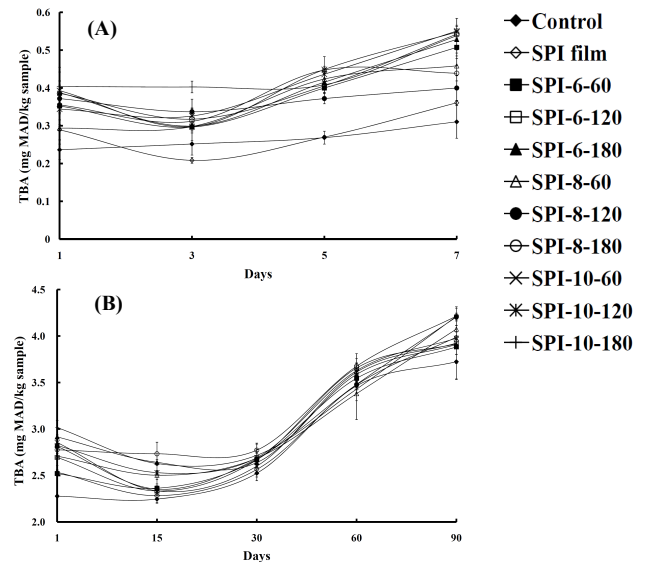 (A)
TBA (mg MAD/kg sample)
0.6
0.5
0.4
0.3
0.2
0.1
0
1 3 5 7
Days
(B)
TBA (mg MAD/kg sample)
4.5
4.0
3.5
3.0
2.5
2.0
1 15 30 60 90
Days
Control
SPI film
SPI-6-60
SPI-6-120
SPI-6-180
SPI-8-60
SPI-8-120
SPI-8-180
SPI-10-60
SPI-10-120
SPI-10-180